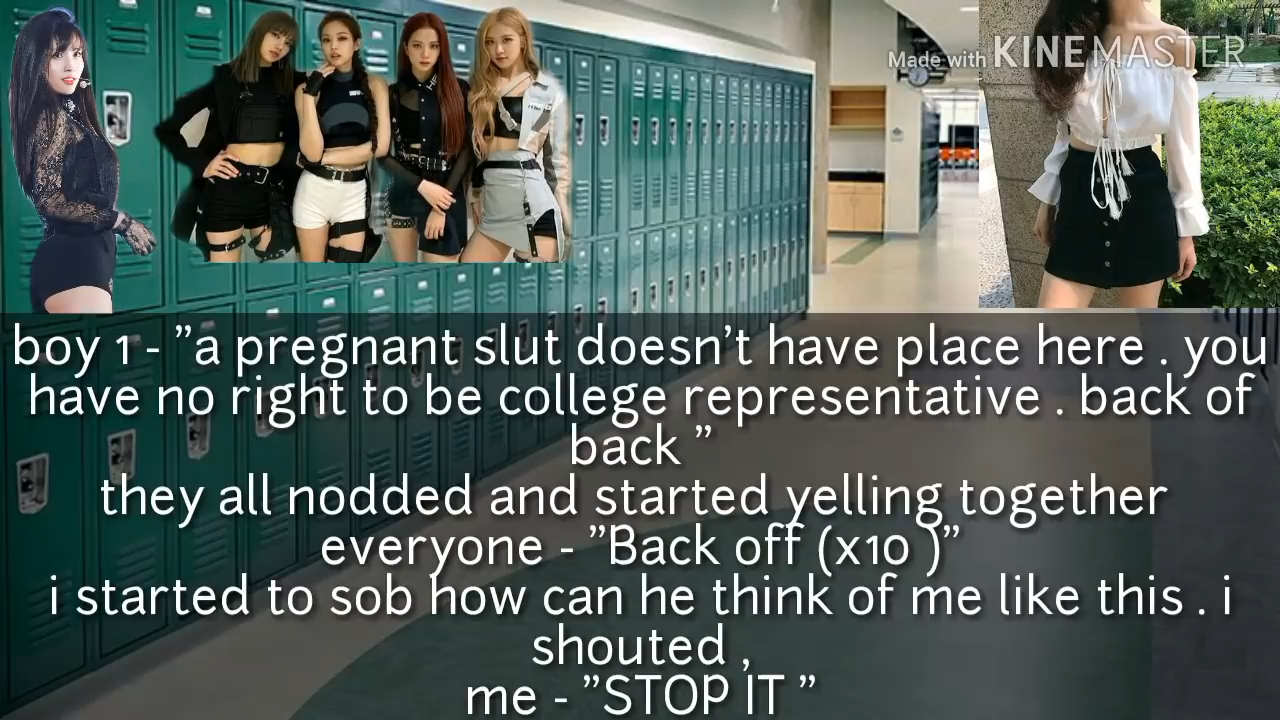 Made with KINEMASTER
boy 1 - "a pregnant slut doesn't have place here . you
have no right to be college representative . back of
back "
they all nodded and started yelling together
everyone - "Back off (x10 )"
i started to sob how can he think of me like this . i
shouted ,
me - "STOP IT "